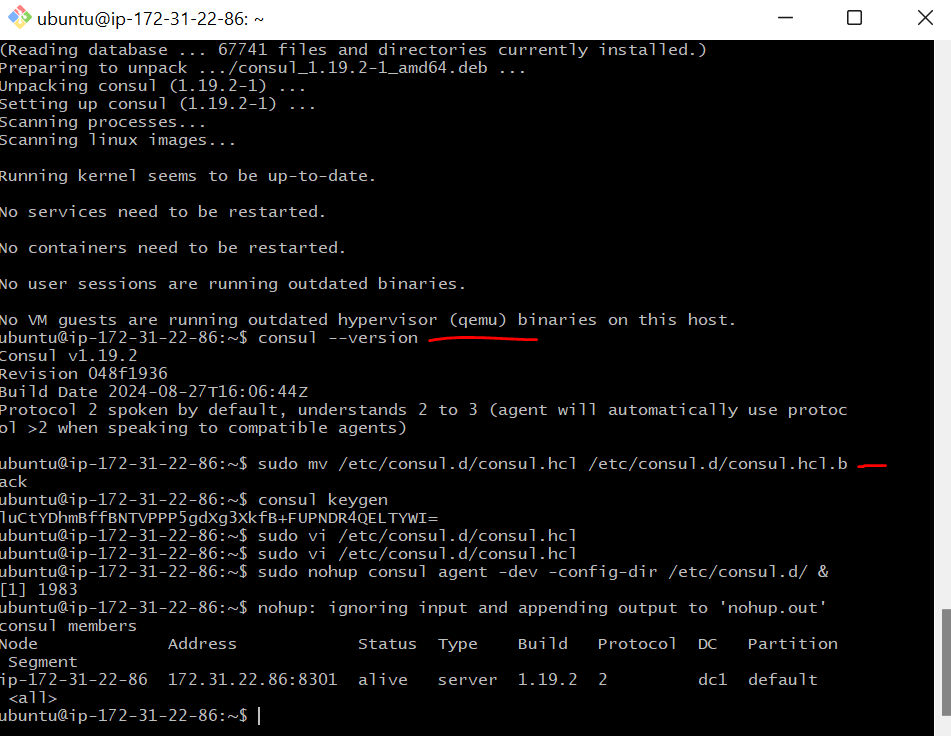 ubuntu@ip-172-31-22-86: ~
(Reading database ... 67741 files and directories currently installed.)
Preparing to unpack .../consul_1.19.2-1_amd64.deb ...
Unpacking consul (1.19.2-1) ...
Setting up consul (1.19.2-1) ...
Scanning processes...
Scanning linux images...
Running kernel seems to be up-to-date.
No services need to be restarted.
No containers need to be restarted.
No user sessions are running outdated binaries.
No VM guests are running outdated hypervisor (qemu) binaries on this host.
ubuntu@ip-172-31-22-86:~$ consul --version
Consul v1.19.2
Revision 048f1936
Build Date 2024-08-27T16:06:44Z
Protocol 2 spoken by default, understands 2 to 3 (agent will automatically use protoc
ol >2 when speaking to compatible agents)
ubuntu@ip-172-31-22-86:~$ sudo mv /etc/consul.d/consul.hcl /etc/consul.d/consul.hcl.b
ack
ubuntu@ip-172-31-22-86:~$ consul keygen
luCtYDhmBffBNTVPPP5gdXg3XkfB+FUPNDR4QELTYWI=
ubuntu@ip-172-31-22-86:~$ sudo vi /etc/consul.d/consul.hcl
ubuntu@ip-172-31-22-86:~$ sudo vi /etc/consul.d/consul.hcl
ubuntu@ip-172-31-22-86:~$ sudo nohup consul agent -dev -config-dir /etc/consul.d/ &
[1] 1983
ubuntu@ip-172-31-22-86:~$ nohup: ignoring input and appending output to 'nohup.out'
consul members
Node Address Status Type Build Protocol DC Partition
Segment
ip-172-31-22-86 172.31.22.86:8301 alive server 1.19.2 2 dc1 default
<all>
ubuntu@ip-172-31-22-86:~$